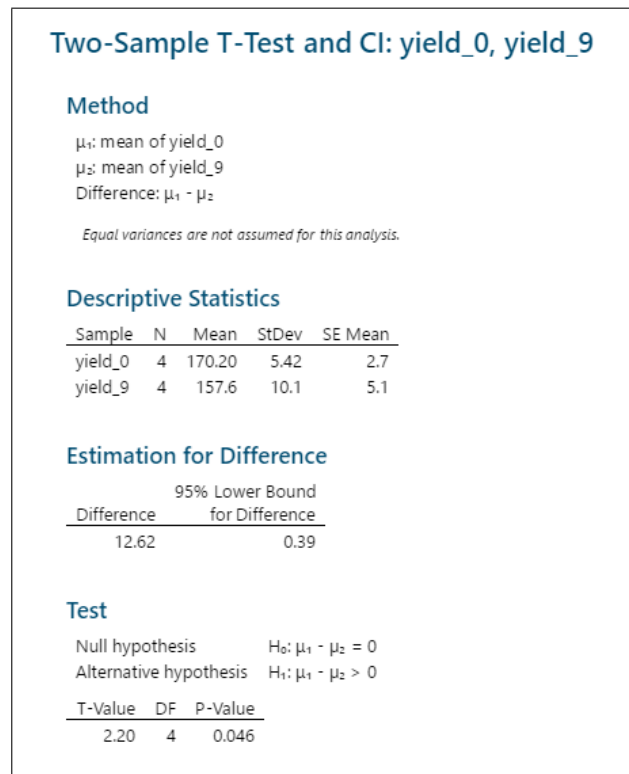 Two-Sample T-Test and CI: yield_0, yield_9
Method
μ₁: mean of yield_0
μ₂: mean of yield_9
Difference: μ₁ - μ₂
Equal variances are not assumed for this analysis.
Descriptive Statistics
Sample N Mean StDev SE Mean
yield_0 4 170.20 5.42 2.7
yield_9 4 157.6 10.1 5.1
Estimation for Difference
95% Lower Bound
Difference for Difference
12.62 0.39
Test
Null hypothesis H₀: μ₁ - μ₂ = 0
Alternative hypothesis H₁: μ₁ - μ₂ > 0
T-Value DF P-Value
2.20 4 0.046